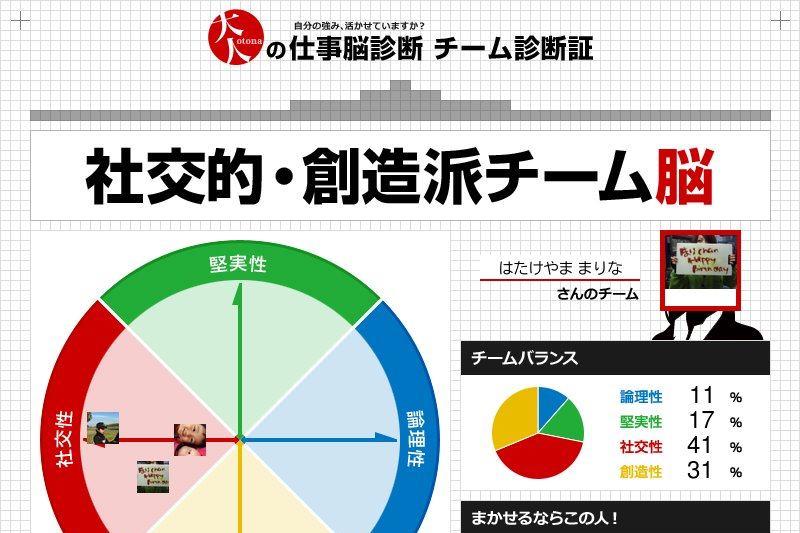 自分の強み、活かせていますか？
大人 otona の仕事脳診断 チーム診断証
社交的・創造派チーム脳
堅実性
論理性
社交性
はたけやま まりな
さんのチーム
チームバランス
論理性 11 %
堅実性 17 %
社交性 41 %
創造性 31 %
まかせるならこの人！